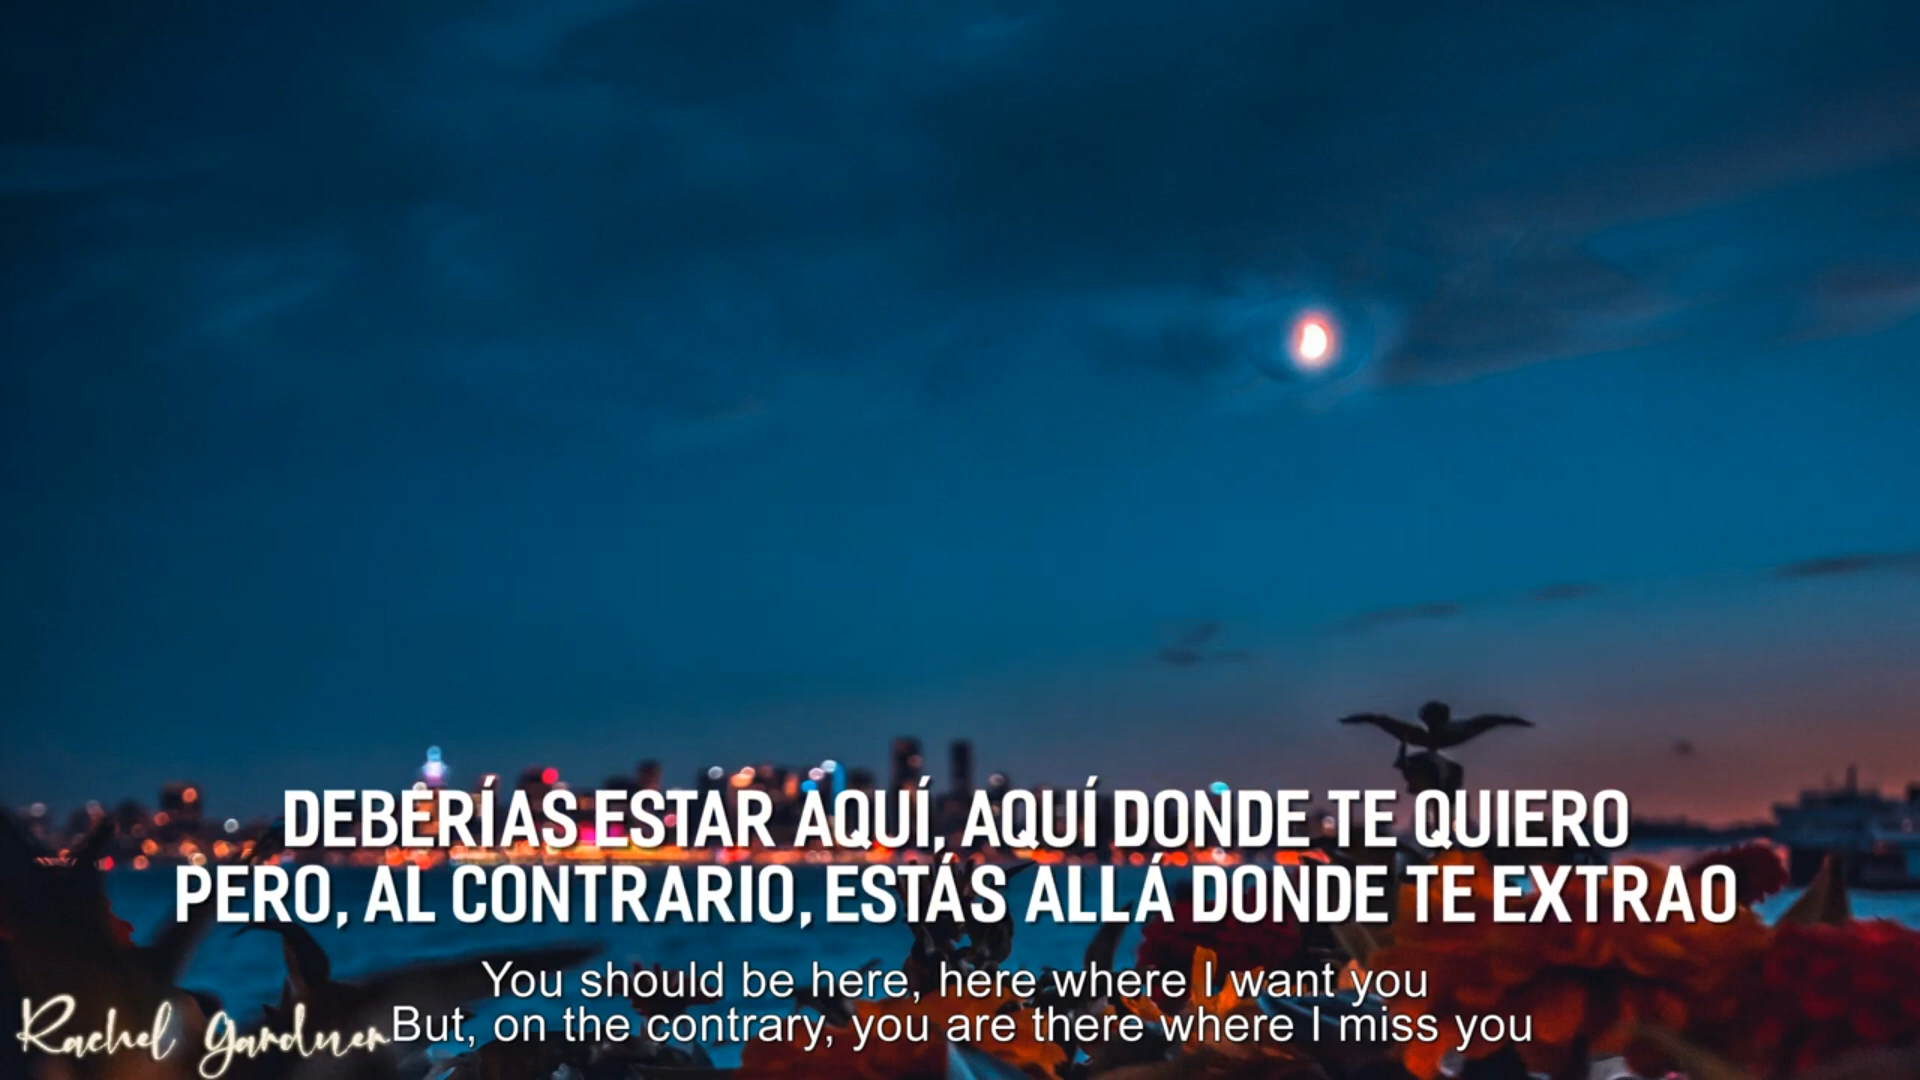 DEBERÍAS ESTAR AQUÍ, AQUÍ DONDE TE QUIERO
PERO, AL CONTRARIO, ESTÁS ALLÁ DONDE TE EXTRAO
You should be here, here where I want you
But, on the contrary, you are there where I miss you
Rachel Gardner